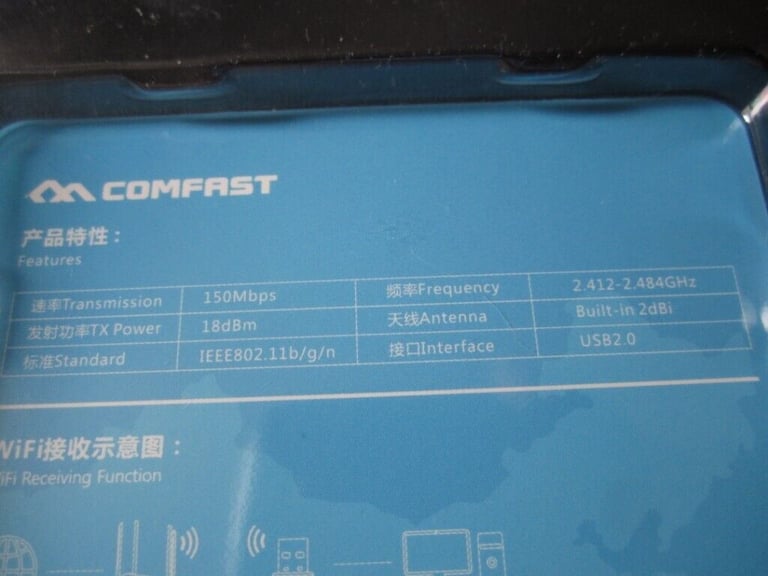 COMFAST
产品特性：
Features
速率Transmission 150Mbps 频率Frequency 2.412-2.484GHz
发射功率TX Power 18dBm 天线Antenna Built-in 2dBi
标准Standard IEEE802.11b/g/n 接口Interface USB2.0
WiFi接收示意图：
WiFi Receiving Function